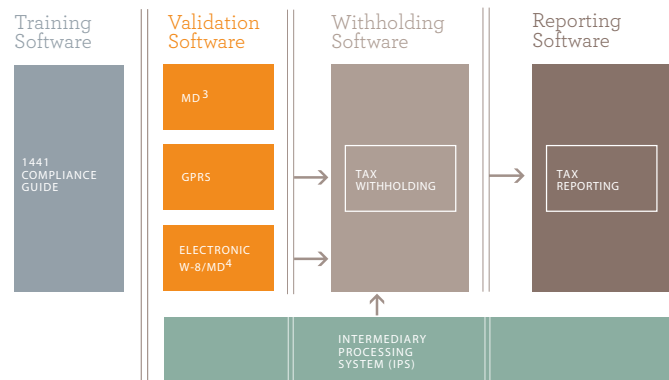 Training
Software
Validation
Software
Withholding
Software
Reporting
Software
1441
COMPLIANCE
GUIDE
MD3
GPRS
ELECTRONIC
W-8/MD4
TAX
WITHHOLDING
TAX
REPORTING
INTERMEDIARY
PROCESSING
SYSTEM (IPS)